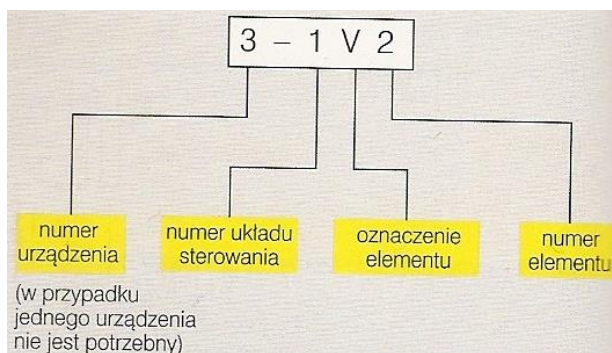 3 – 1 V 2
numer
urządzenia
(w przypadku
jednego urządzenia
nie jest potrzebny)
numer układu
sterowania
oznaczenie
elementu
numer
elementu